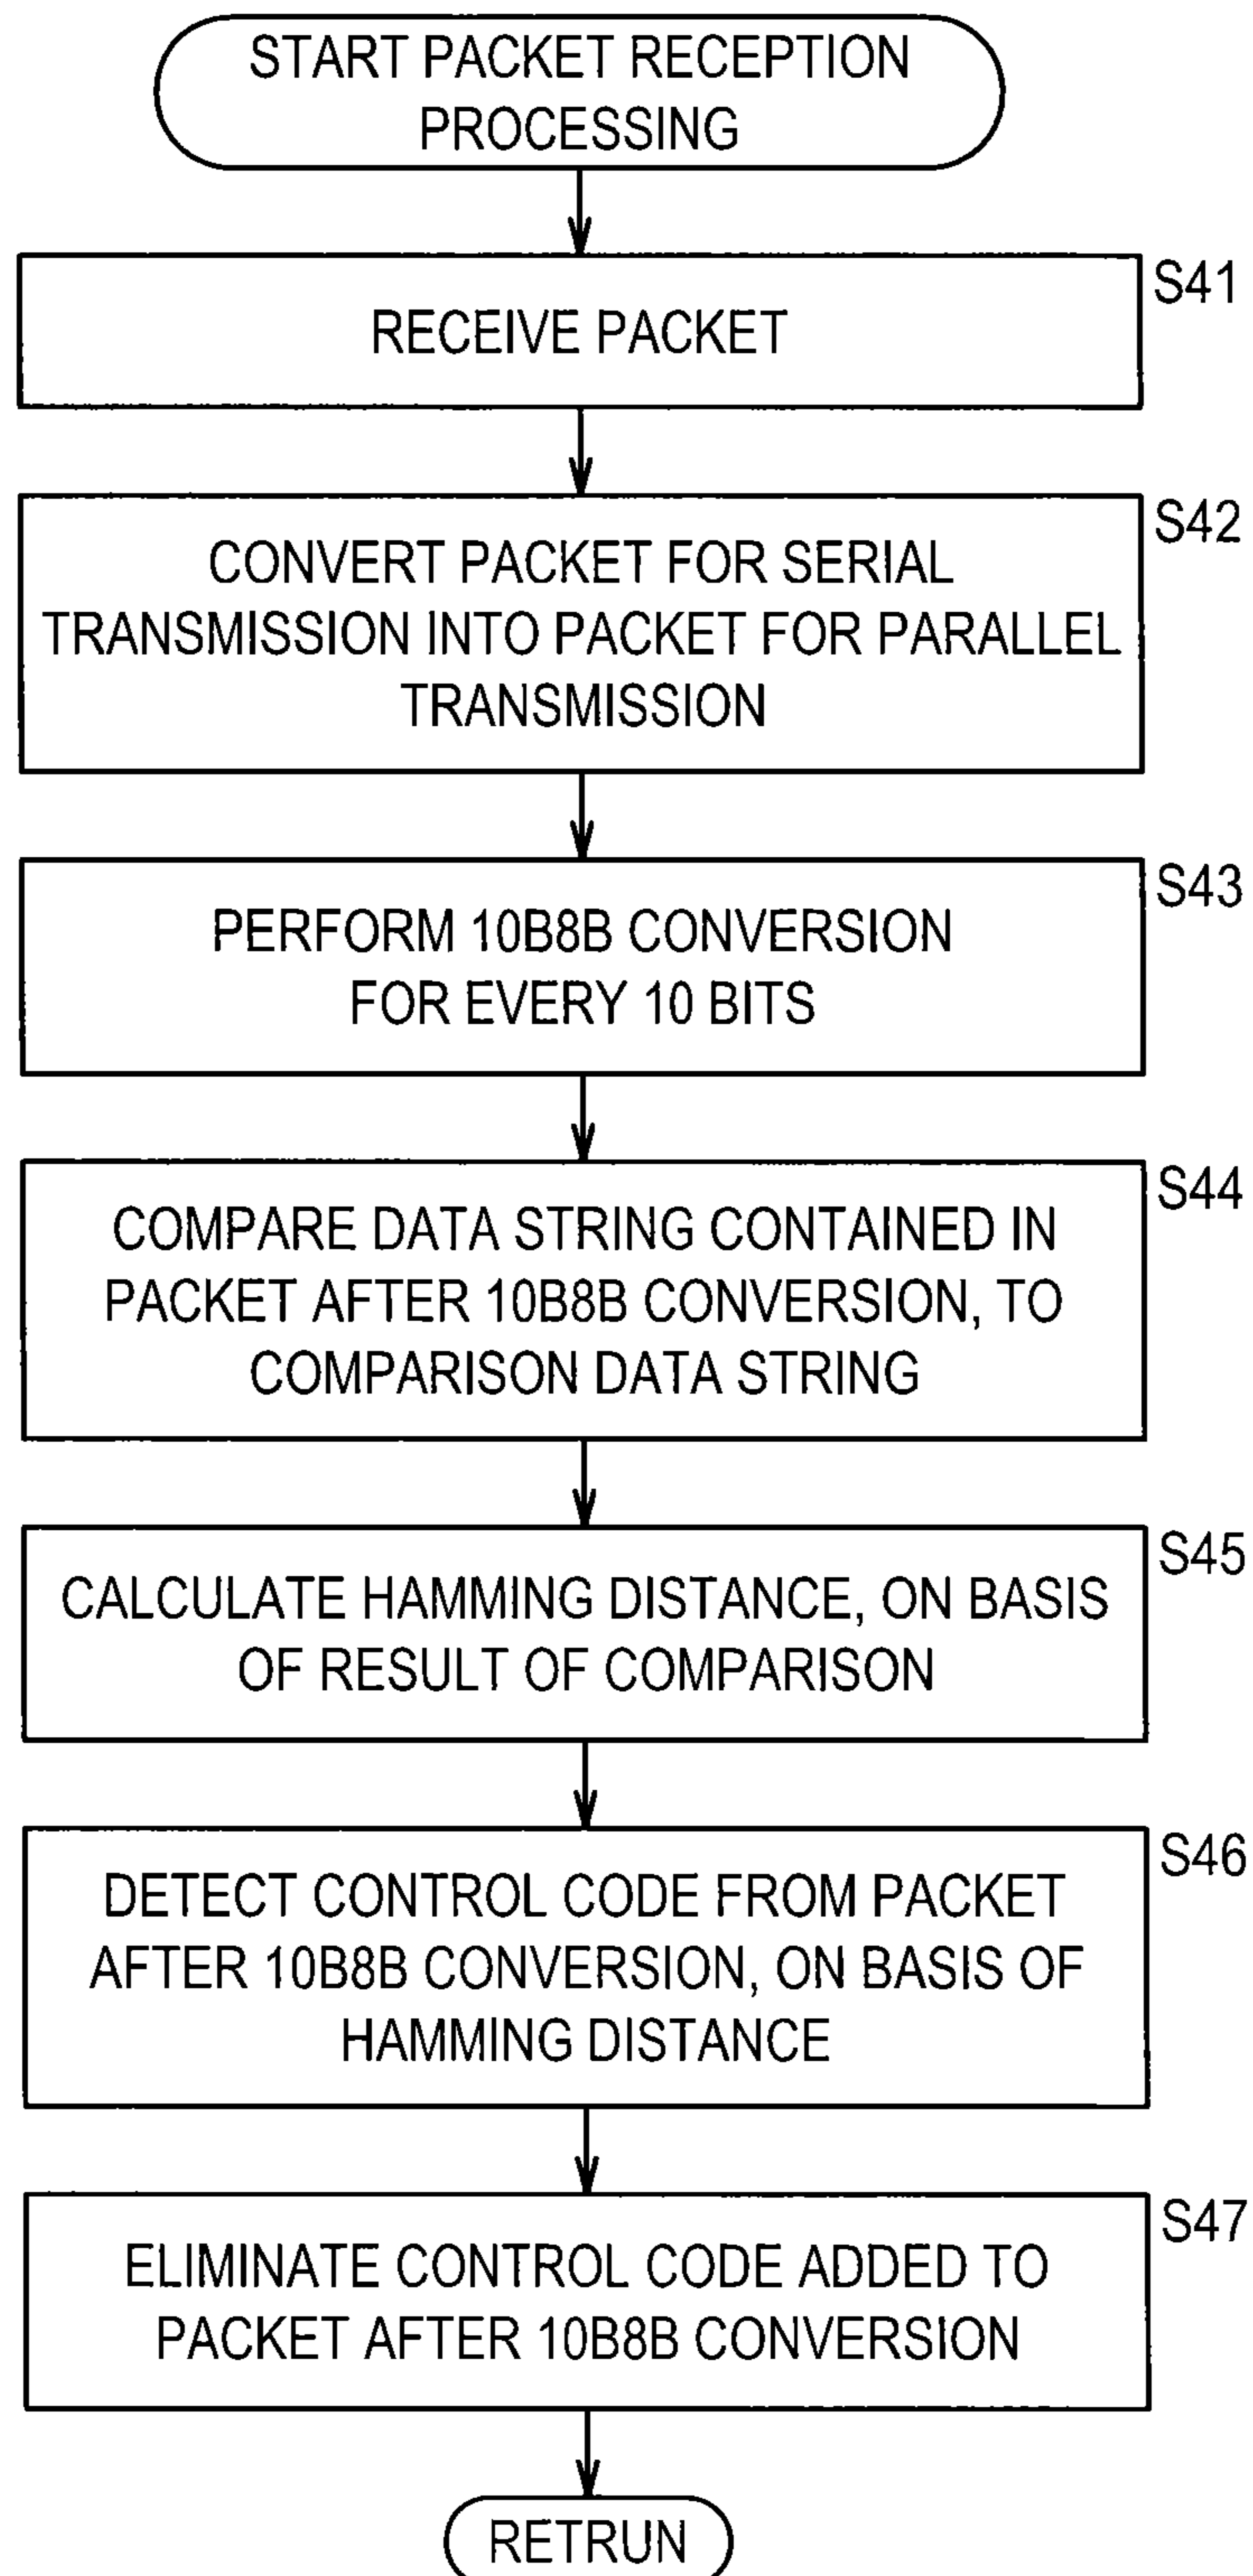 START PACKET RECEPTION
PROCESSING
S41
RECEIVE PACKET
S42
CONVERT PACKET FOR SERIAL
TRANSMISSION INTO PACKET FOR PARALLEL
TRANSMISSION
S43
PERFORM 10B8B CONVERSION
FOR EVERY 10 BITS
S44
COMPARE DATA STRING CONTAINED IN
PACKET AFTER 10B8B CONVERSION, TO
COMPARISON DATA STRING
S45
CALCULATE HAMMING DISTANCE, ON BASIS
OF RESULT OF COMPARISON
S46
DETECT CONTROL CODE FROM PACKET
AFTER 10B8B CONVERSION, ON BASIS OF
HAMMING DISTANCE
S47
ELIMINATE CONTROL CODE ADDED TO
PACKET AFTER 10B8B CONVERSION
RETRUN